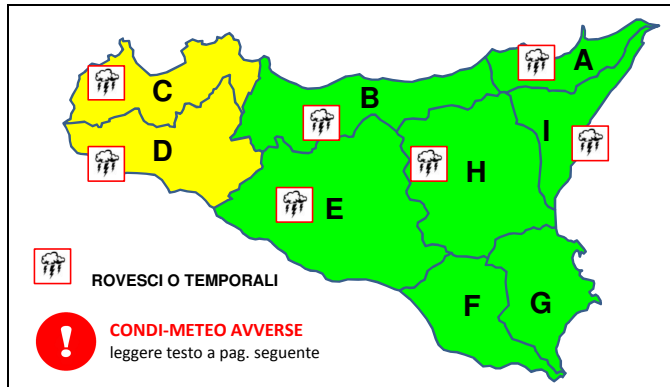 A
C
B
I
D
H
E
F
G
ROVESCI O TEMPORALI
CONDI-METEO AVVERSE
leggere testo a pag. seguente